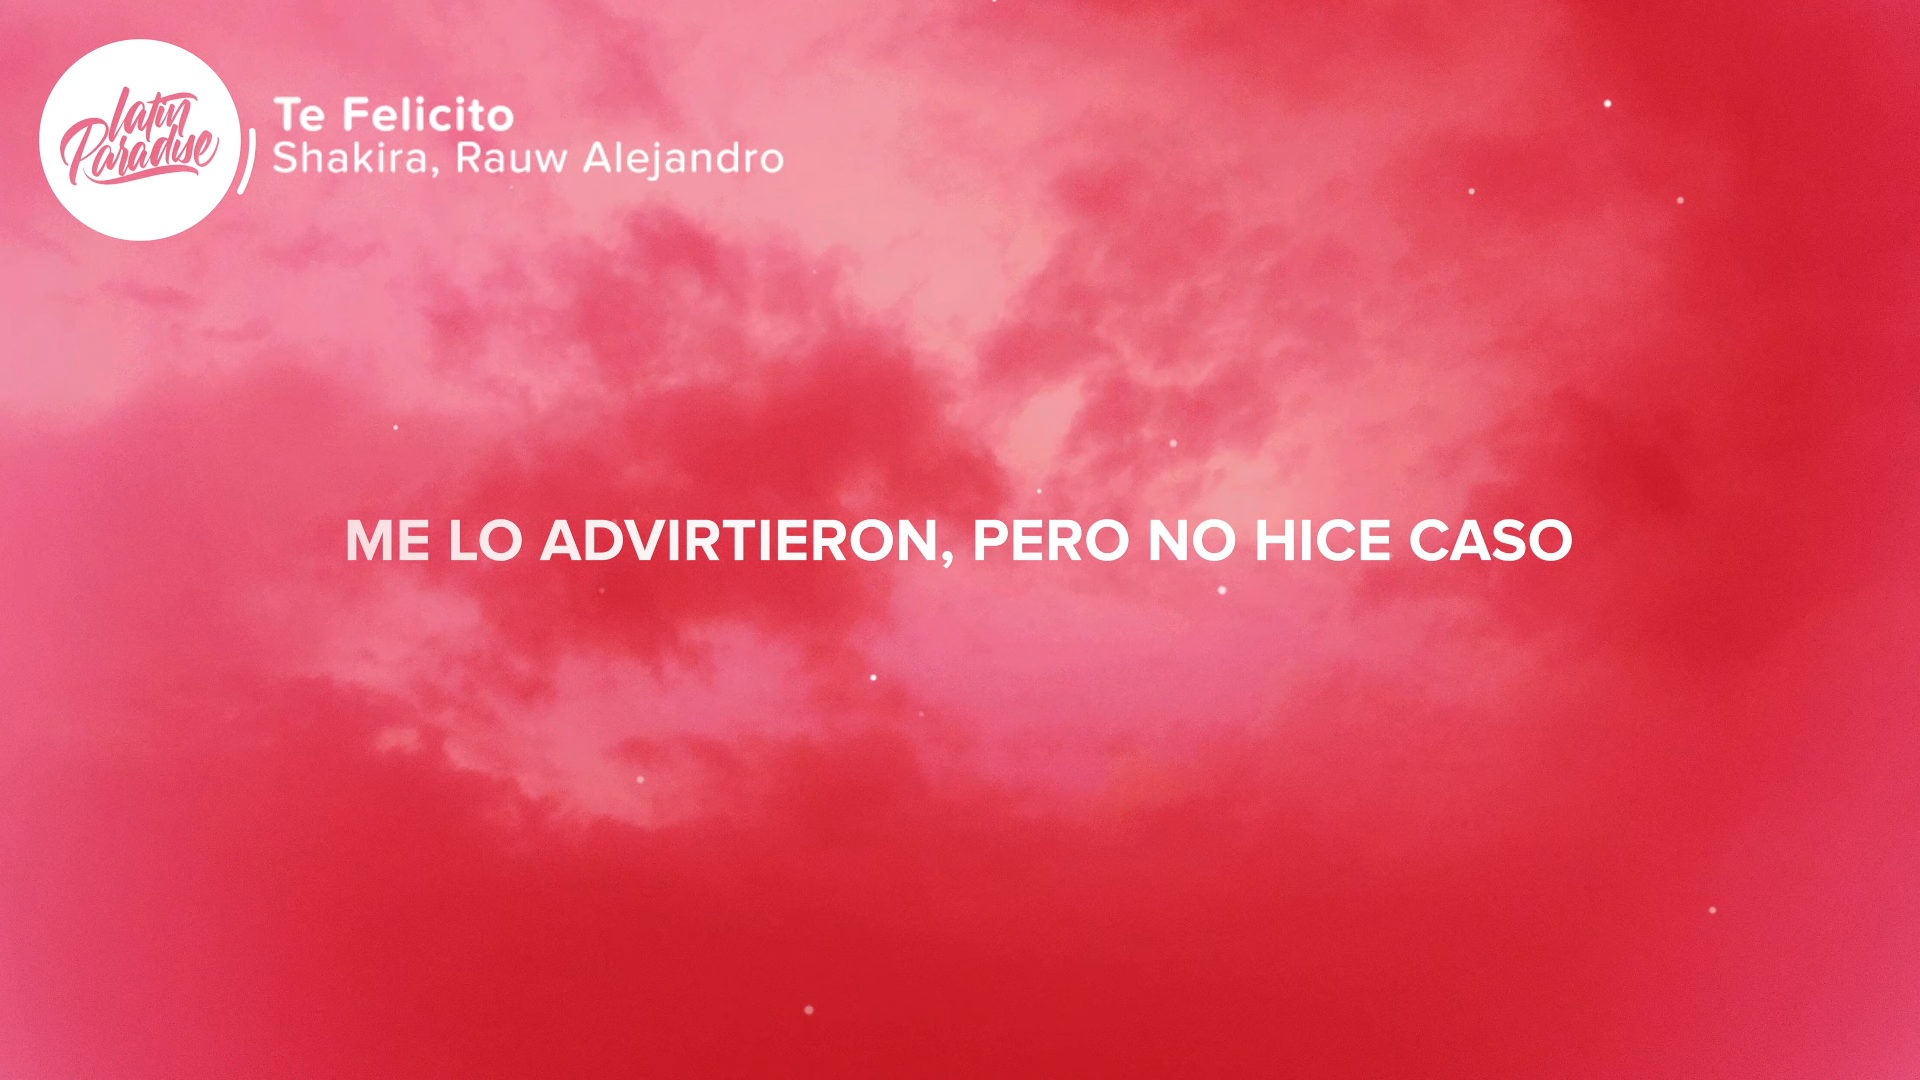 latin
Paradise
Te Felicito
Shakira, Rauw Alejandro
ME LO ADVIRTIERON, PERO NO HICE CASO